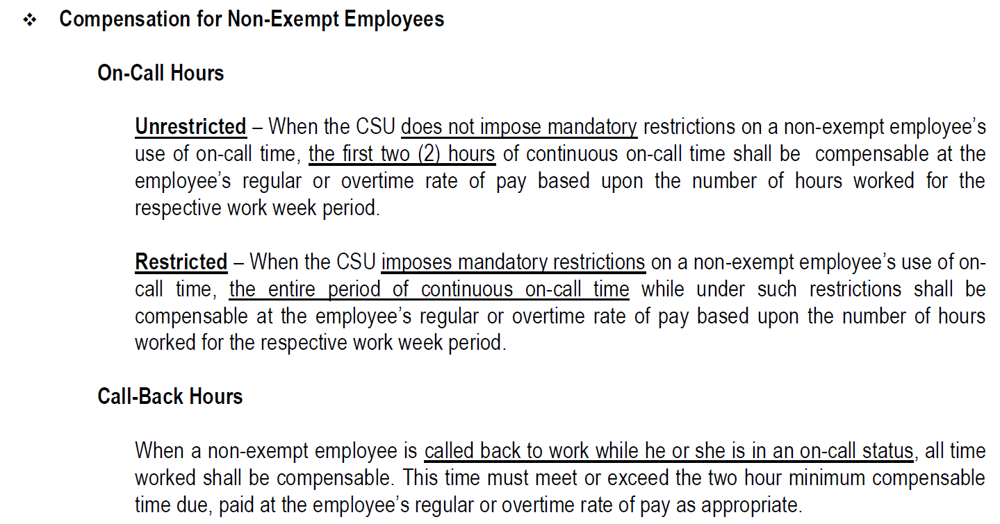 ❖ Compensation for Non-Exempt Employees
On-Call Hours
Unrestricted – When the CSU does not impose mandatory restrictions on a non-exempt employee’s
use of on-call time, the first two (2) hours of continuous on-call time shall be compensable at the
employee’s regular or overtime rate of pay based upon the number of hours worked for the
respective work week period.
Restricted – When the CSU imposes mandatory restrictions on a non-exempt employee’s use of on-
call time, the entire period of continuous on-call time while under such restrictions shall be
compensable at the employee’s regular or overtime rate of pay based upon the number of hours
worked for the respective work week period.
Call-Back Hours
When a non-exempt employee is called back to work while he or she is in an on-call status, all time
worked shall be compensable. This time must meet or exceed the two hour minimum compensable
time due, paid at the employee’s regular or overtime rate of pay as appropriate.